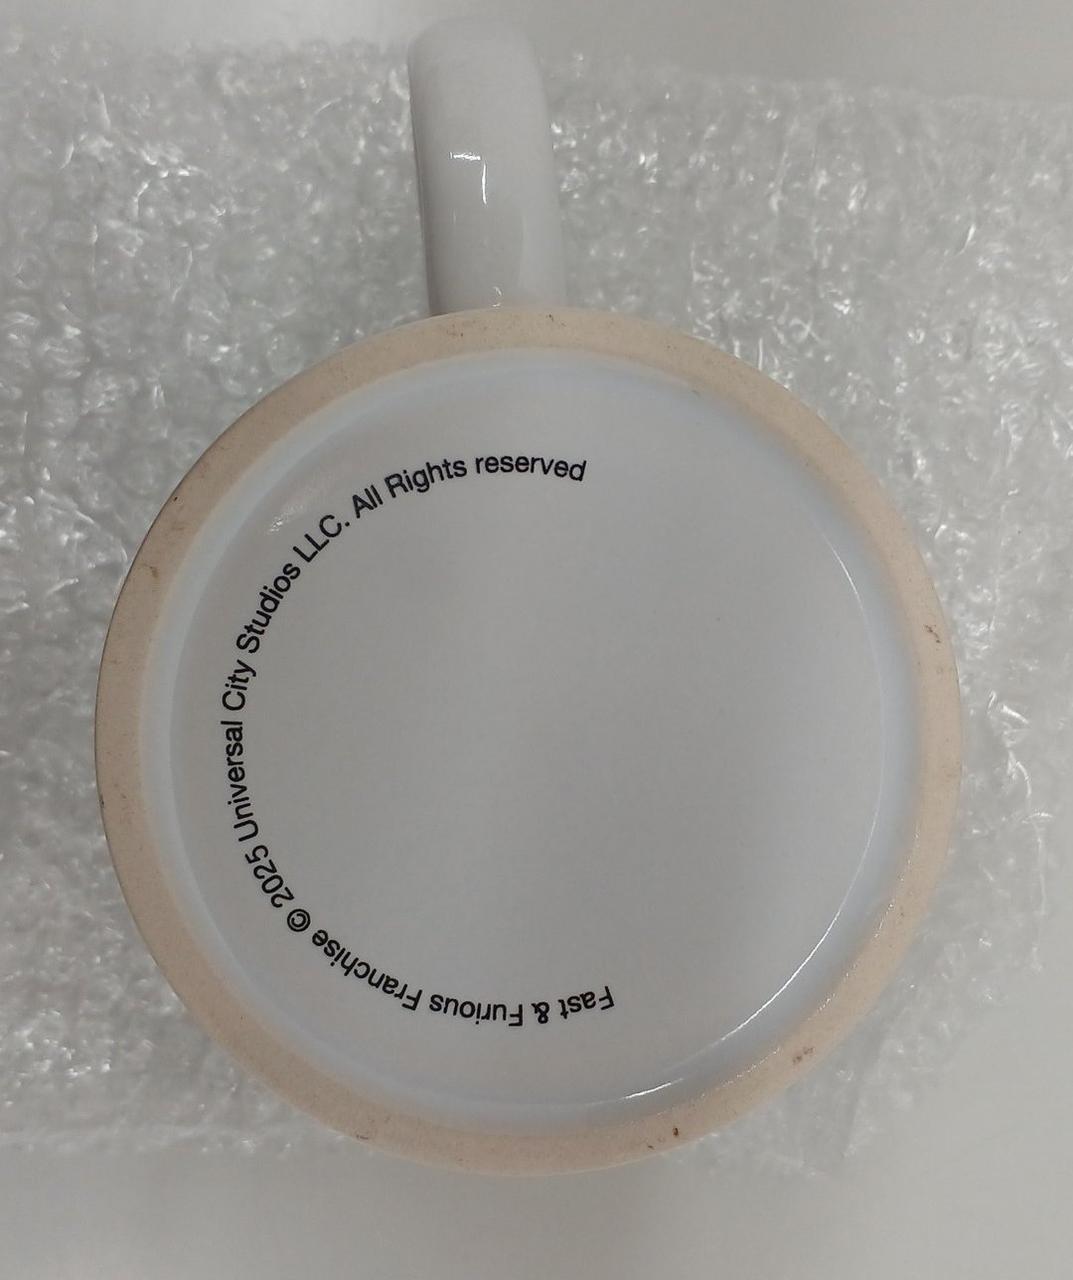 Fast & Furious Franchise © 2025 Universal City Studios LLC. All Rights reserved